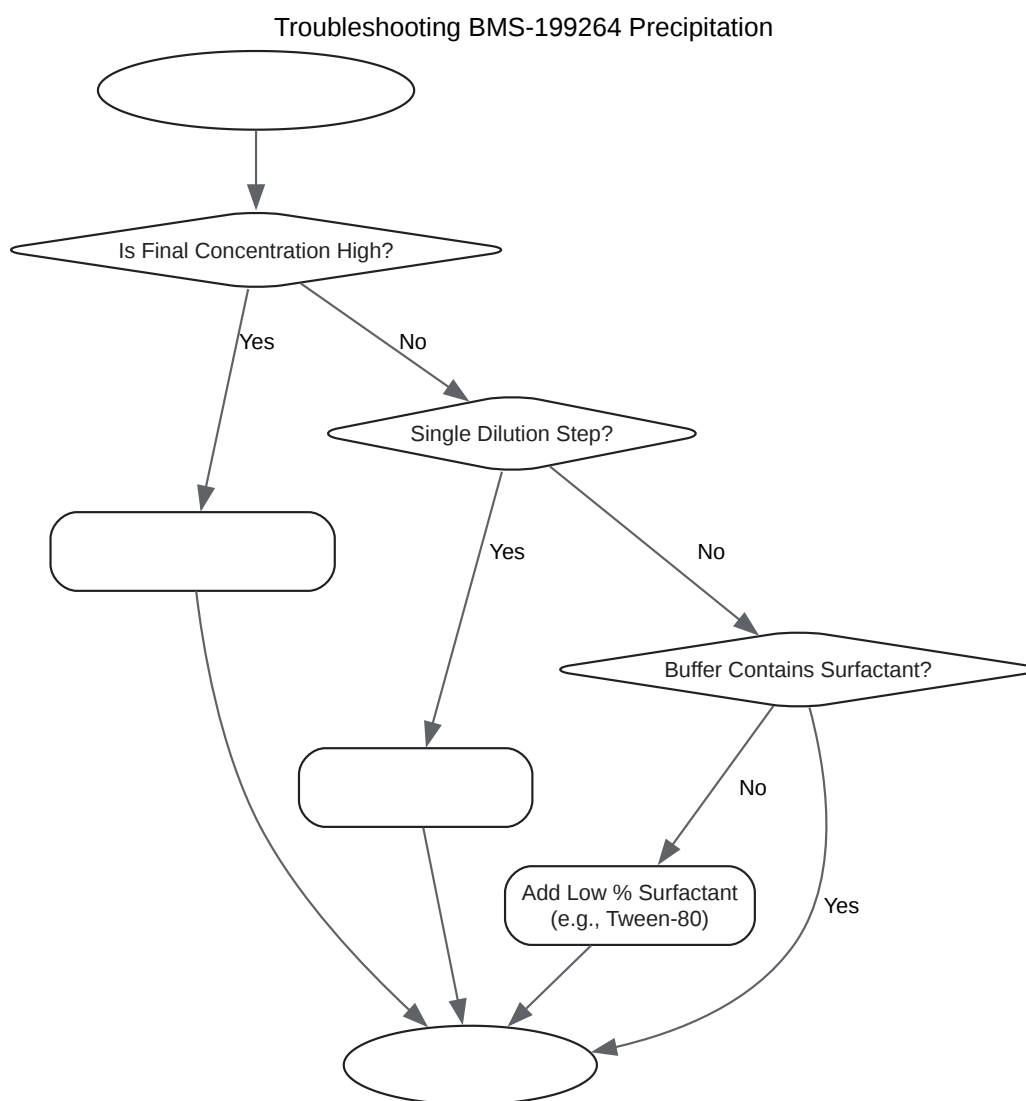 Troubleshooting BMS-199264 Precipitation
Is Final Concentration High?
Yes
No
Single Dilution Step?
Yes
No
Buffer Contains Surfactant?
No
Add Low % Surfactant
(e.g., Tween-80)
Yes